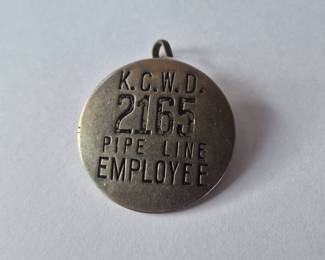 K.C.W.D.
2165
PIPE LINE
EMPLOYEE